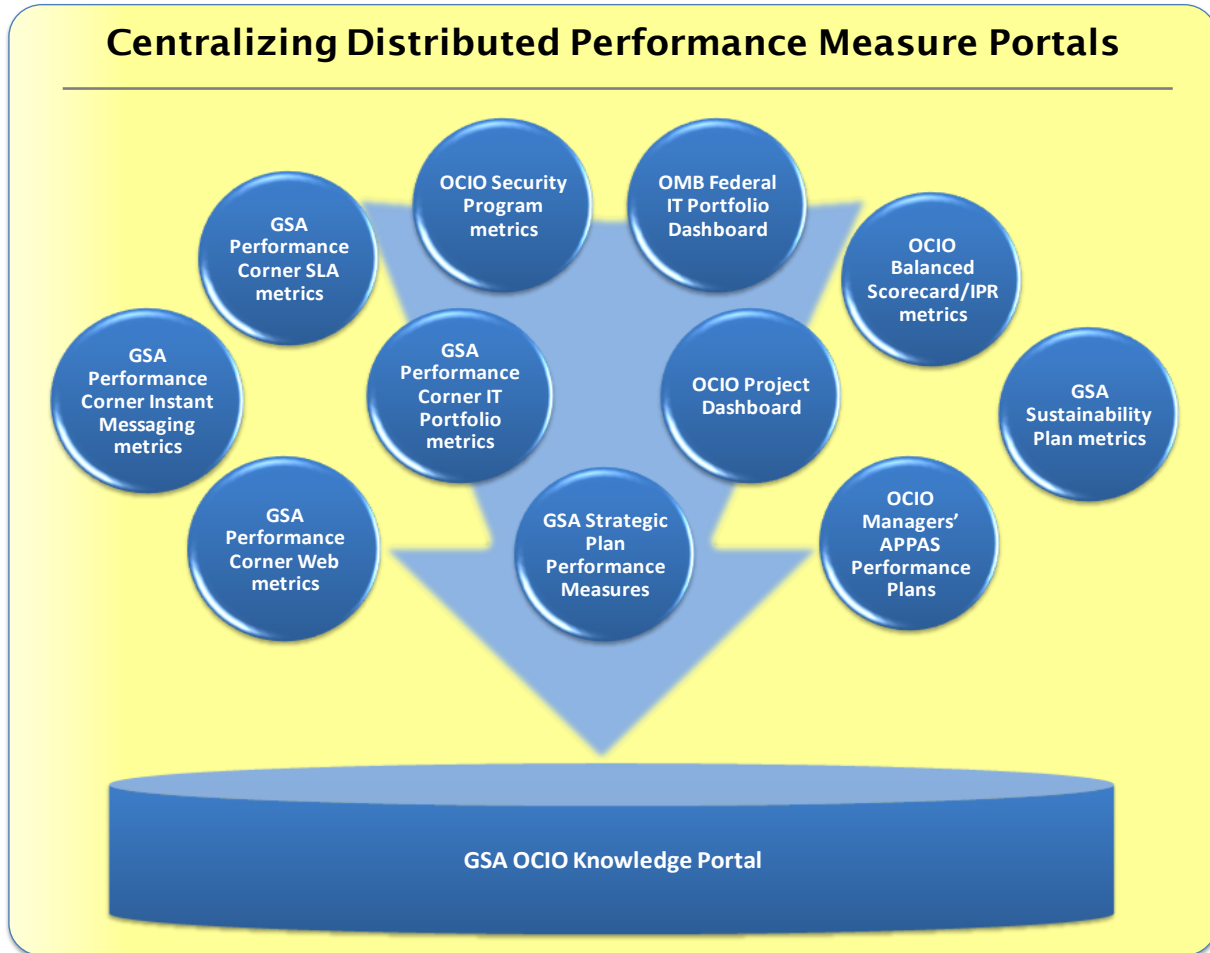 Centralizing Distributed Performance Measure Portals
OCIO Security
Program
metrics
OMB Federal
IT Portfolio
Dashboard
GSA
Performance
Corner SLA
metrics
OCIO
Balanced
Scorecard/IPR
metrics
GSA
Performance
Corner Instant
Messaging
metrics
GSA
Performance
Corner IT
Portfolio
metrics
OCIO Project
Dashboard
GSA
Sustainability
Plan metrics
GSA
Performance
Corner Web
metrics
GSA Strategic
Plan
Performance
Measures
OCIO
Managers’
APPAS
Performance
Plans
GSA OCIO Knowledge Portal